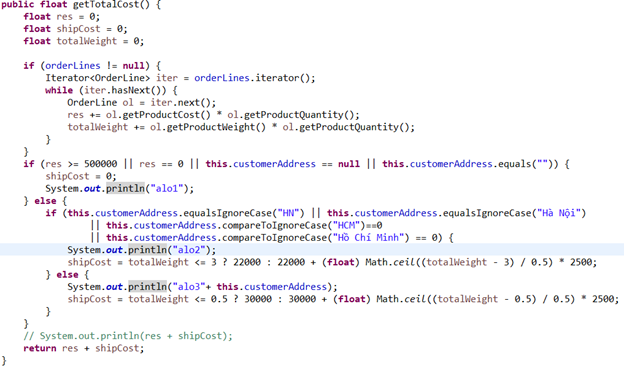 public float getTotalCost() {
    float res = 0;
    float shipCost = 0;
    float totalWeight = 0;

    if (orderLines != null) {
        Iterator<OrderLine> iter = orderLines.iterator();
        while (iter.hasNext()) {
            OrderLine ol = iter.next();
            res += ol.getProductCost() * ol.getProductQuantity();
            totalWeight += ol.getProductWeight() * ol.getProductQuantity();
        }
    }
    if (res >= 500000 || res == 0 || this.customerAddress == null || this.customerAddress.equals("")) {
        shipCost = 0;
        System.out.println("alo1");
    } else {
        if (this.customerAddress.equalsIgnoreCase("HN") || this.customerAddress.equalsIgnoreCase("Hà Nội")
                || this.customerAddress.compareToIgnoreCase("HCM")==0
                || this.customerAddress.compareToIgnoreCase("Hồ Chí Minh") == 0) {
            System.out.println("alo2");
            shipCost = totalWeight <= 3 ? 22000 : 22000 + (float) Math.ceil((totalWeight - 3) / 0.5) * 2500;
        } else {
            System.out.println("alo3"+ this.customerAddress);
            shipCost = totalWeight <= 0.5 ? 30000 : 30000 + (float) Math.ceil((totalWeight - 0.5) / 0.5) * 2500;
        }
    }
    // System.out.println(res + shipCost);
    return res + shipCost;
}